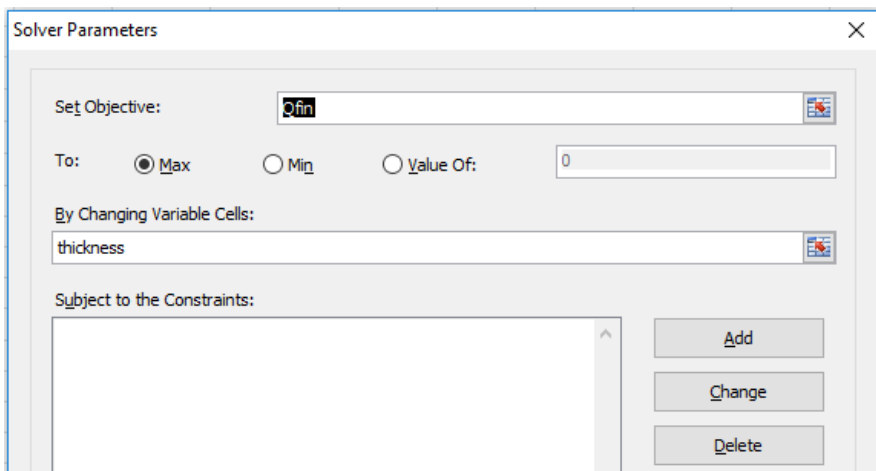 Solver Parameters
Set Objective: Qfin
To: Max Min Value Of: 0
By Changing Variable Cells:
thickness
Subject to the Constraints:
Add
Change
Delete